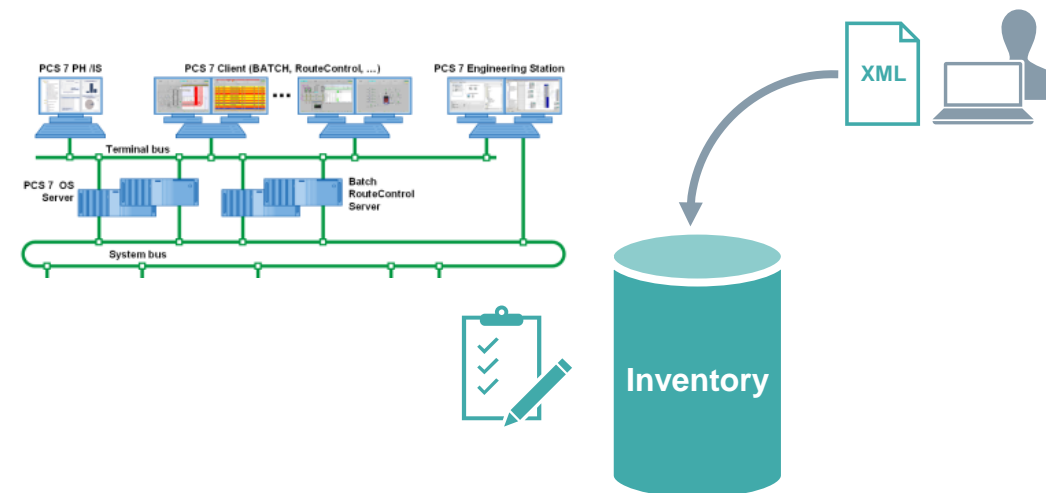 PCS 7 PH /IS
PCS 7 Client (BATCH, RouteControl, ...)
PCS 7 Engineering Station
XML
Terminal bus
PCS 7 OS
Server
Batch
RouteControl
Server
System bus
Inventory